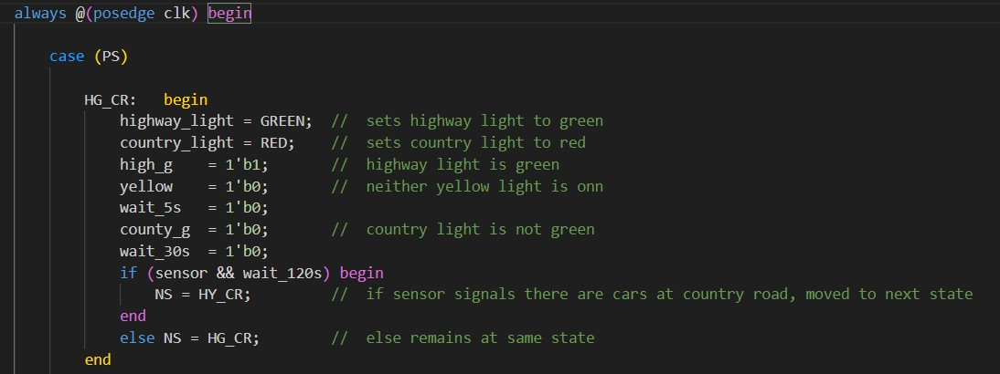 always @(posedge clk) begin
case (PS)
HG_CR:   begin
highway_light = GREEN;  //  sets highway light to green
country_light = RED;    //  sets country light to red
high_g    = 1'b1;       //  highway light is green
yellow    = 1'b0;       //  neither yellow light is onn
wait_5s   = 1'b0;
county_g  = 1'b0;       //  country light is not green
wait_30s  = 1'b0;
if (sensor && wait_120s) begin
NS = HY_CR;         //  if sensor signals there are cars at country road, moved to next state
end
else NS = HG_CR;        //  else remains at same state
end